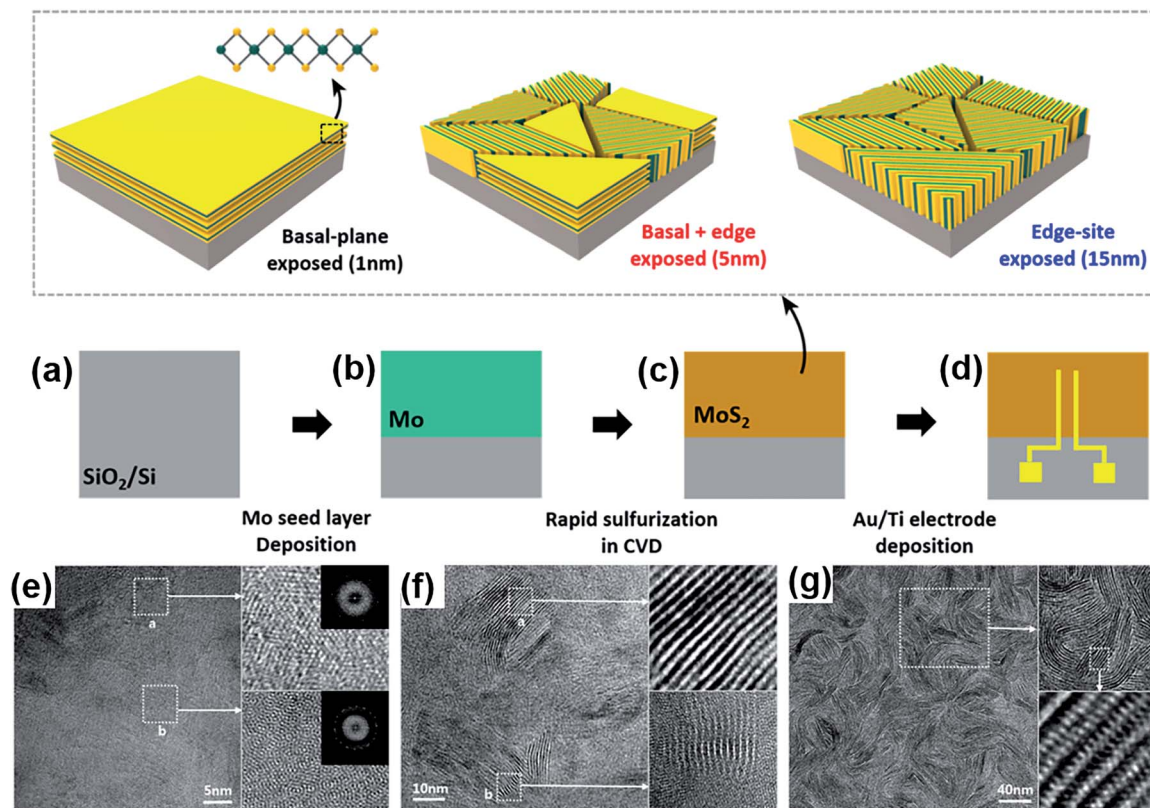 Basal-plane
exposed (1nm)
Basal + edge
exposed (5nm)
Edge-site
exposed (15nm)
(a)
SiO₂/Si
(b)
Mo
(c)
MoS₂
(d)
Mo seed layer
Deposition
Rapid sulfurization
in CVD
Au/Ti electrode
deposition
(e)
a
b
5nm
(f)
a
b
10nm
(g)
40nm